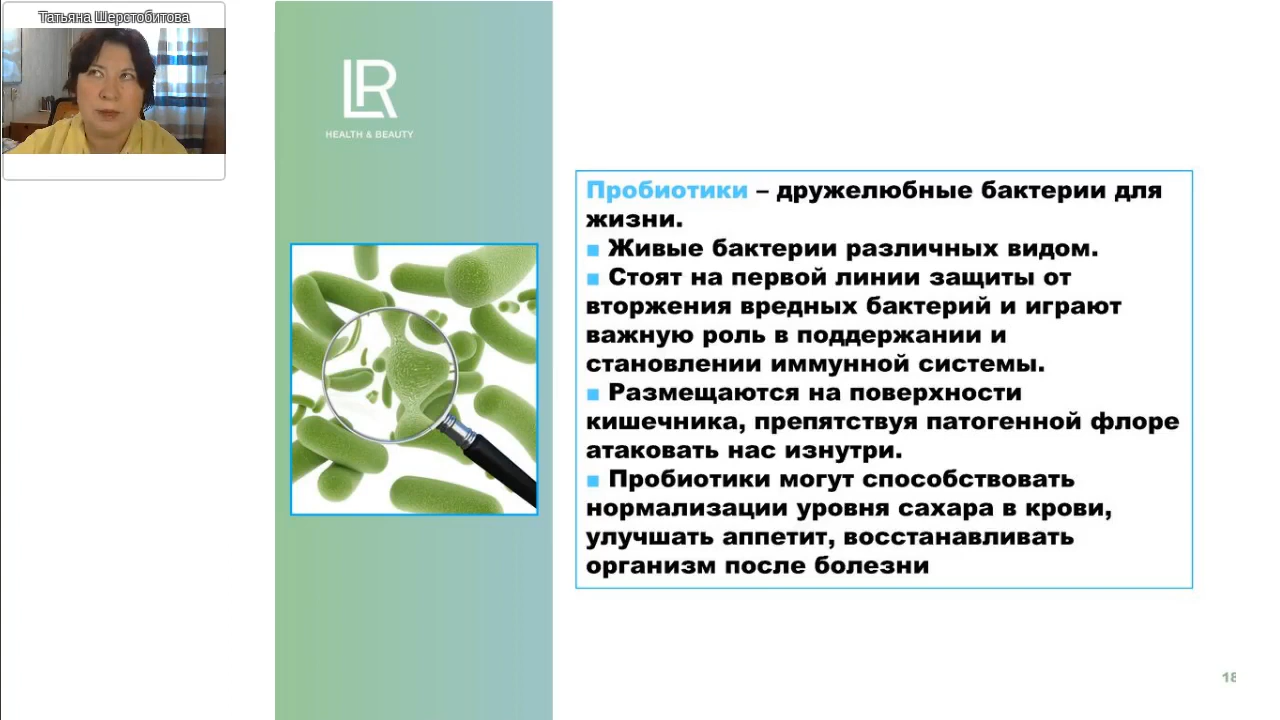 Татьяна Шерстобитова
LR
HEALTH & BEAUTY
Пробиотики – дружелюбные бактерии для
жизни.
■ Живые бактерии различных видом.
■ Стоят на первой линии защиты от
вторжения вредных бактерий и играют
важную роль в поддержании и
становлении иммунной системы.
■ Размещаются на поверхности
кишечника, препятствуя патогенной флоре
атаковать нас изнутри.
■ Пробиотики могут способствовать
нормализации уровня сахара в крови,
улучшать аппетит, восстанавливать
организм после болезни
18